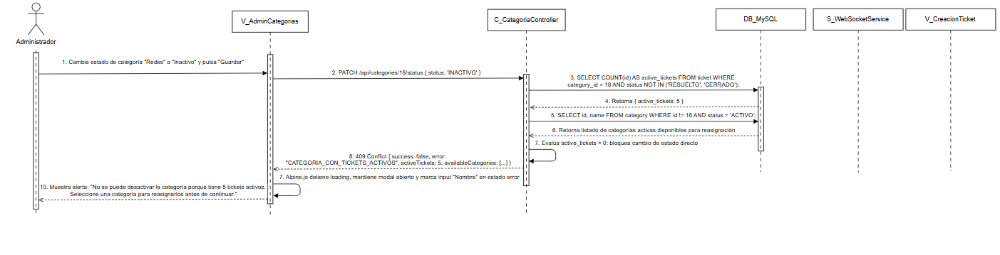 Administrador
V_AdminCategorias
C_CategoriaController
DB_MySQL
S_WebSocketService
V_CreacionTicket
1. Cambia estado de categoría "Redes" a "Inactivo" y pulsa "Guardar"
2. PATCH /api/categories/18/status { status: 'INACTIVO' }
3. SELECT COUNT(id) AS active_tickets FROM ticket WHERE
category_id = 18 AND status NOT IN ('RESUELTO', 'CERRADO');
4. Retorna { active_tickets: 5 }
5. SELECT id, name FROM category WHERE id != 18 AND status = 'ACTIVO';
6. Retorna listado de categorías activas disponibles para reasignación
7. Evalúa active_tickets > 0: bloquea cambio de estado directo
8. 409 Conflict { success: false, error:
"CATEGORIA_CON_TICKETS_ACTIVOS", activeTickets: 5, availableCategories: [...] }
7. Alpine.js detiene loading, mantiene modal abierto y marca input "Nombre" en estado error
10. Muestra alerta: "No se puede desactivar la categoría porque tiene 5 tickets activos.
Seleccione una categoría para reasignarlos antes de continuar."